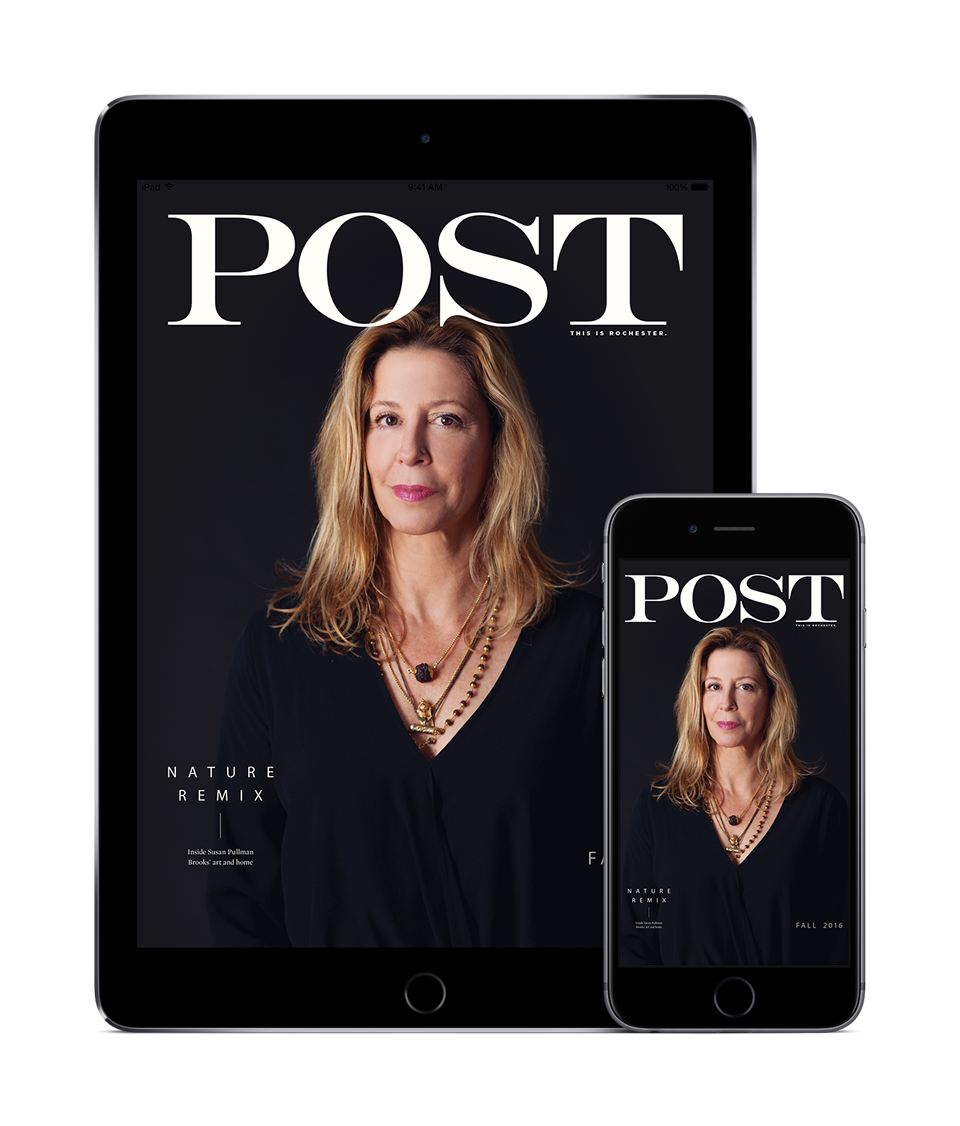 iPad
9:41 AM
100%
POST
THIS IS ROCHESTER.
NATURE
REMIX
Inside Susan Pullman
Brooks' art and home
FA
POST
THIS IS ROCHESTER.
NATURE
REMIX
Inside Susan Pullman
Brooks' art and home
FALL 2016